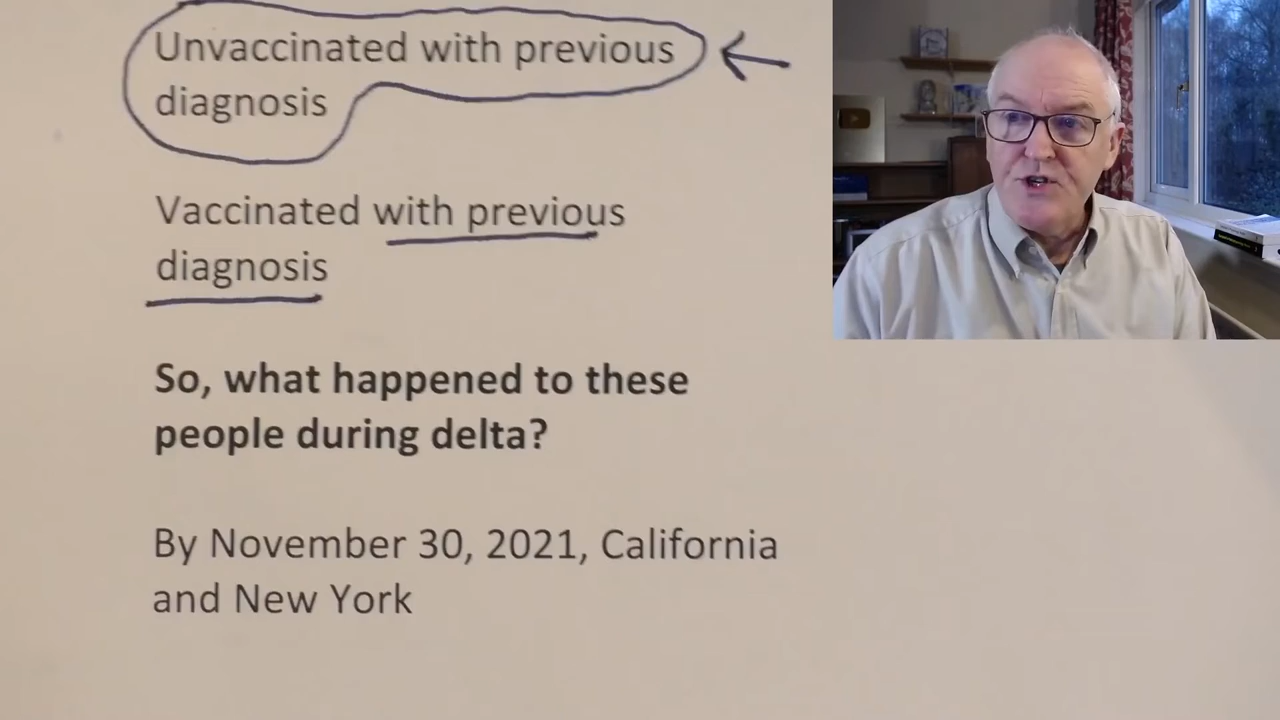 Unvaccinated with previous
diagnosis
Vaccinated with previous
diagnosis
So, what happened to these
people during delta?
By November 30, 2021, California
and New York